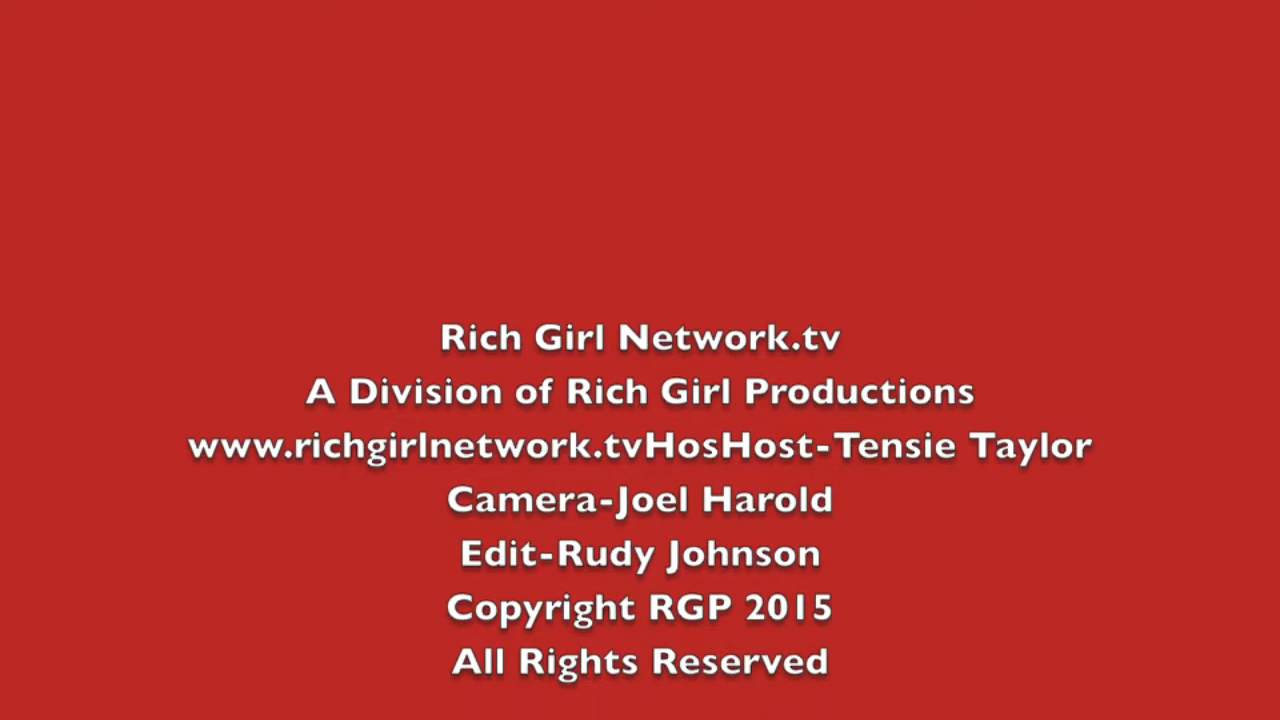 Rich Girl Network.tv
A Division of Rich Girl Productions
www.richgirlnetwork.tvHosHost-Tensie Taylor
Camera-Joel Harold
Edit-Rudy Johnson
Copyright RGP 2015
All Rights Reserved